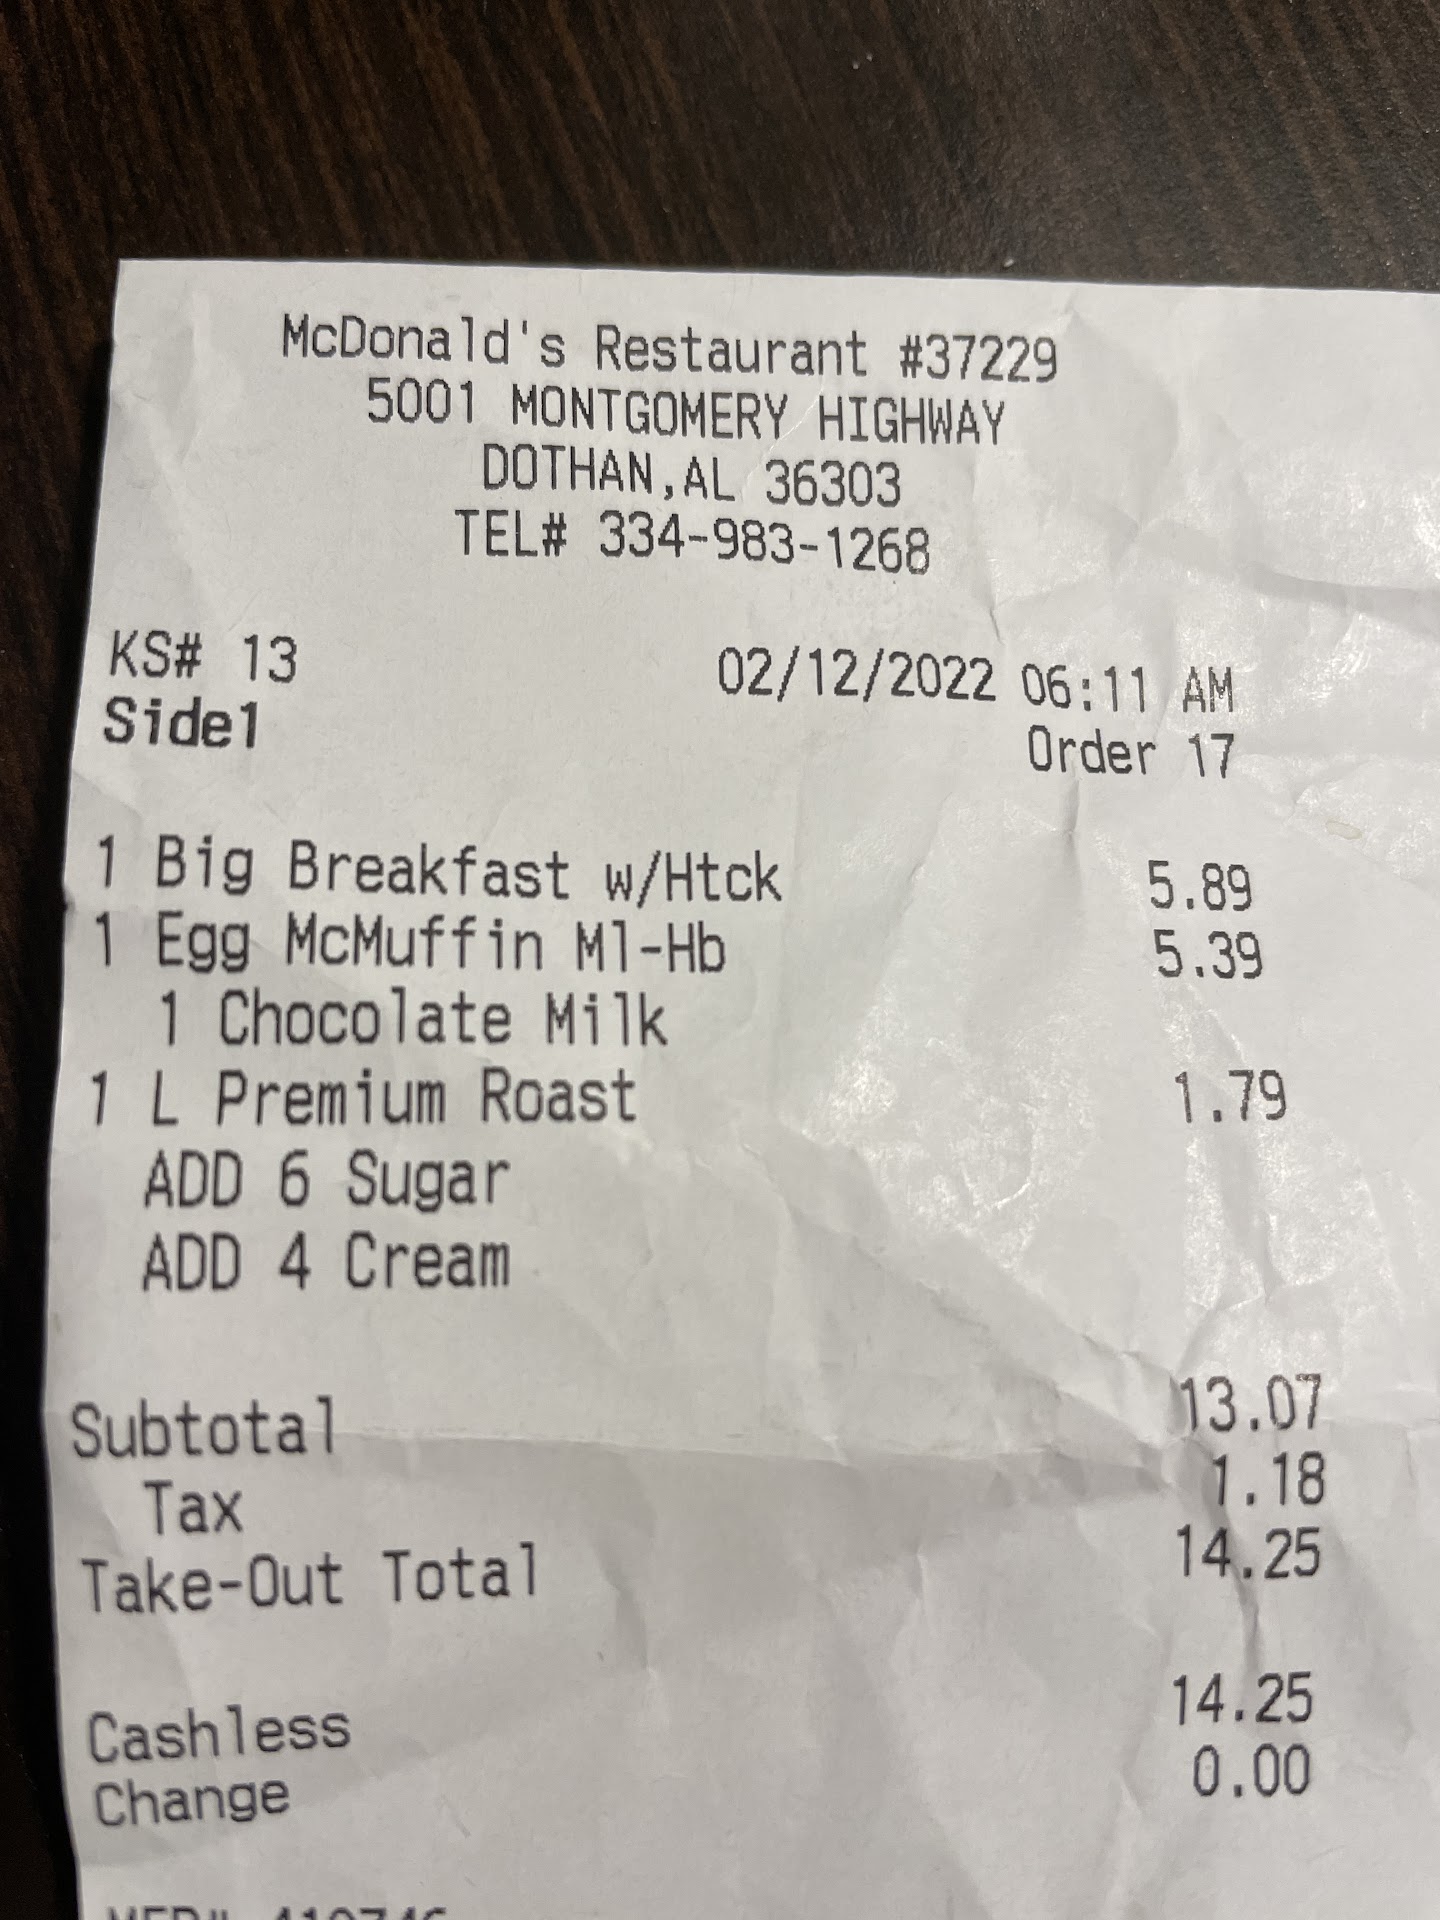 McDonald's Restaurant #37229
5001 MONTGOMERY HIGHWAY
DOTHAN,AL 36303
TEL# 334-983-1268
KS# 13 02/12/2022 06:11 AM
Side1 Order 17
1 Big Breakfast w/Htck 5.89
1 Egg McMuffin Ml-Hb 5.39
1 Chocolate Milk
1 L Premium Roast 1.79
ADD 6 Sugar
ADD 4 Cream
Subtotal 13.07
Tax 1.18
Take-Out Total 14.25
Cashless 14.25
Change 0.00